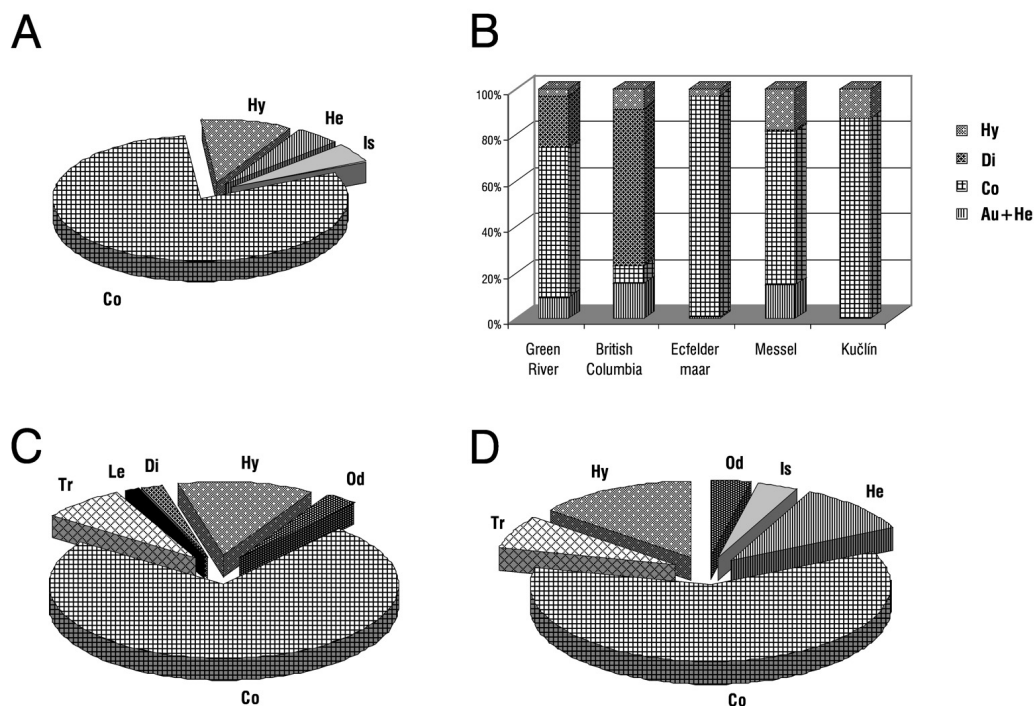 A
Hy
He
Is
Co
B
100%
80%
60%
40%
20%
0%
Green
River
British
Columbia
Ecfelder
maar
Messel
Kučlín
Hy
Di
Co
Au+He
C
Tr
Le
Di
Hy
Od
Co
D
Tr
Hy
Od
Is
He
Co